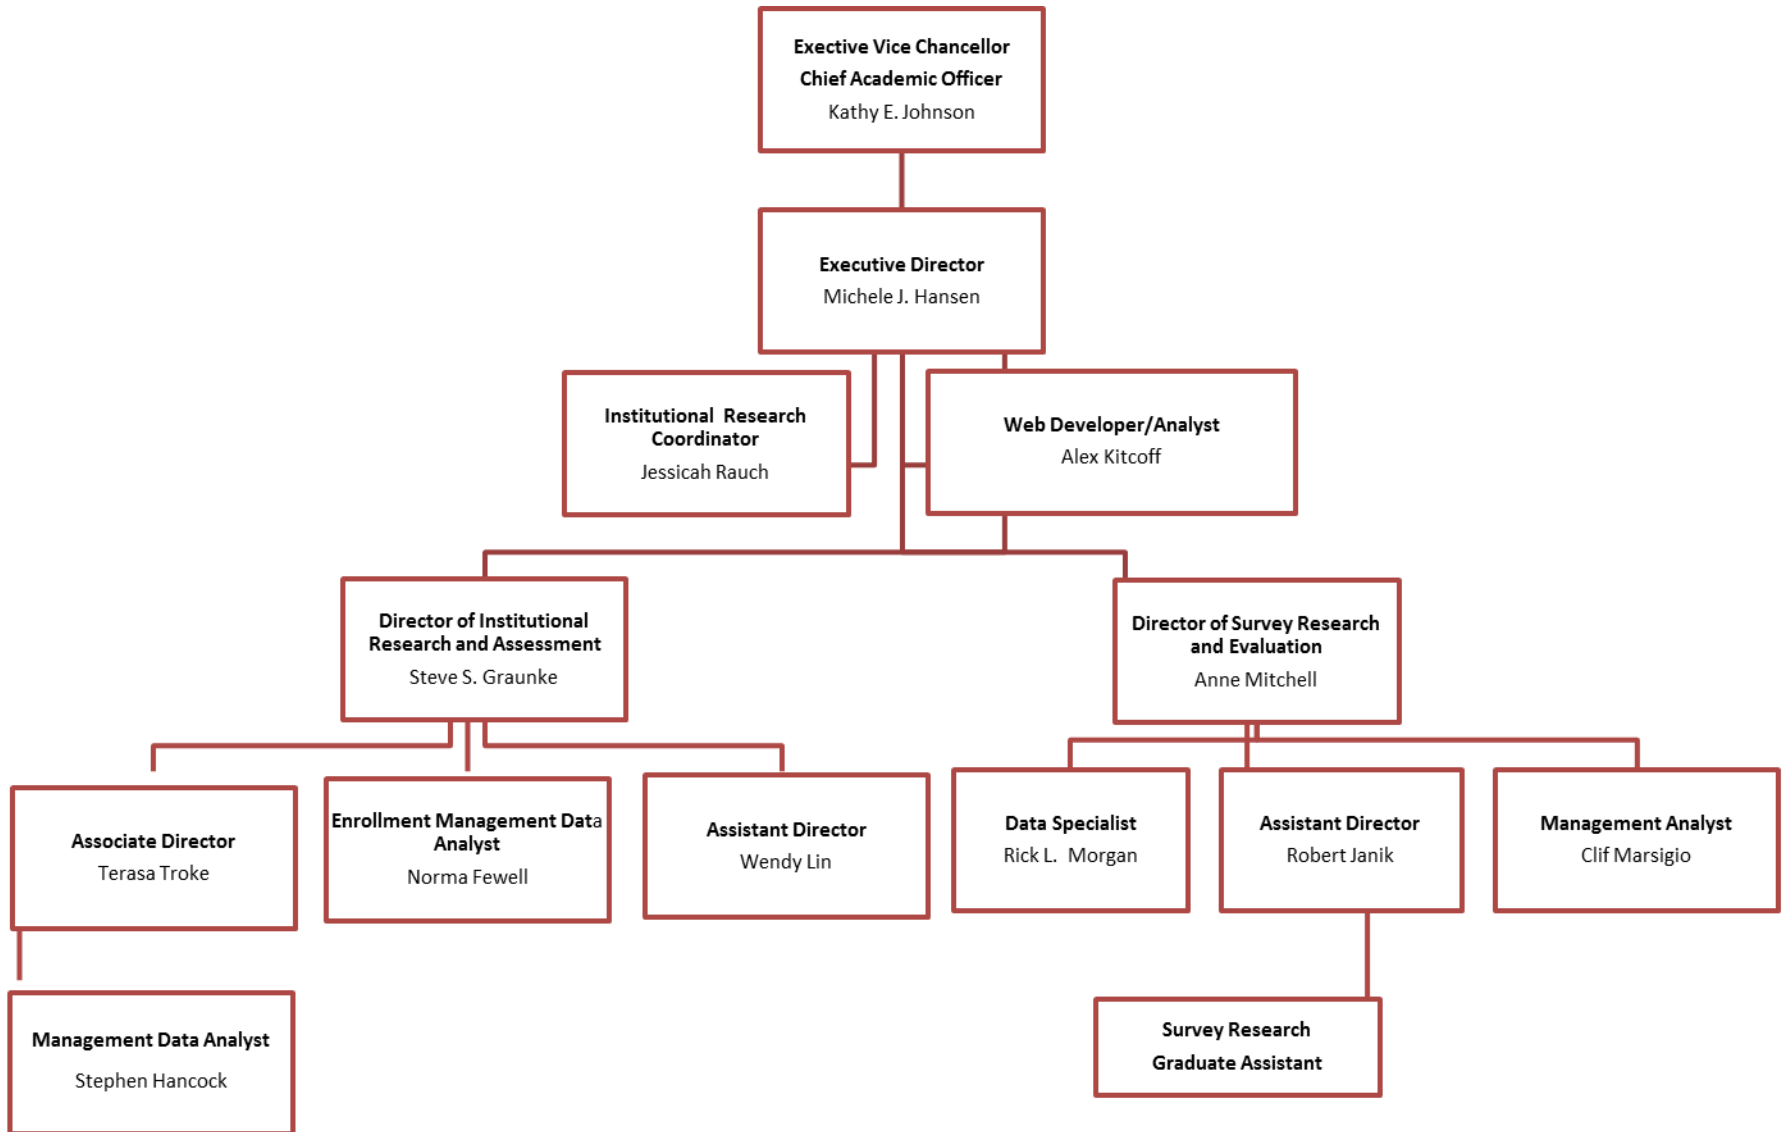 Exective Vice Chancellor
Chief Academic Officer
Kathy E. Johnson
Executive Director
Michele J. Hansen
Institutional Research
Coordinator
Jessicah Rauch
Web Developer/Analyst
Alex Kitcoff
Director of Institutional
Research and Assessment
Steve S. Graunke
Director of Survey Research
and Evaluation
Anne Mitchell
Associate Director
Terasa Troke
Enrollment Management Data
Analyst
Norma Fewell
Assistant Director
Wendy Lin
Data Specialist
Rick L. Morgan
Assistant Director
Robert Janik
Management Analyst
Clif Marsigio
Management Data Analyst
Stephen Hancock
Survey Research
Graduate Assistant